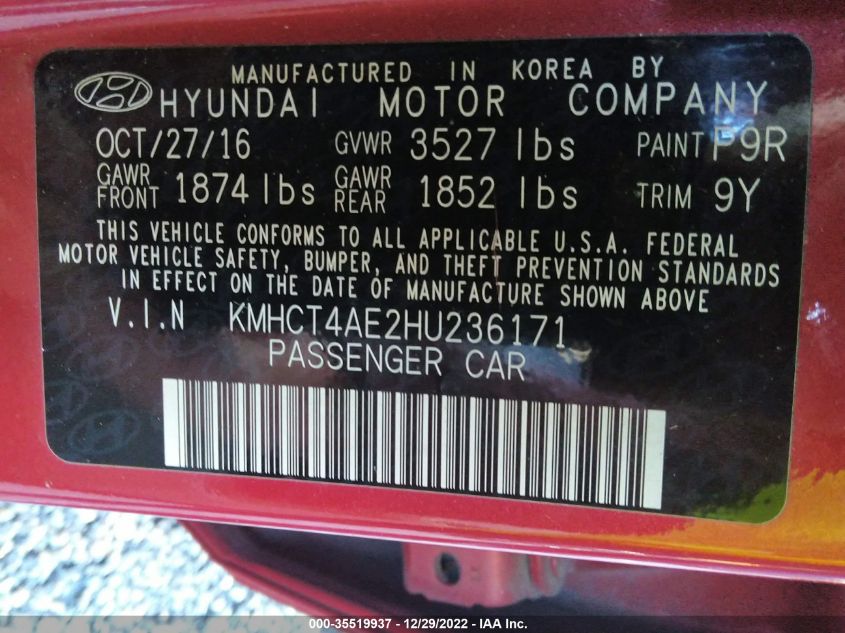 MANUFACTURED IN KOREA BY
HYUNDAI MOTOR COMPANY
OCT/27/16 GVWR 3527 lbs PAINT P9R
GAWR FRONT 1874 lbs GAWR REAR 1852 lbs TRIM 9Y
THIS VEHICLE CONFORMS TO ALL APPLICABLE U.S.A. FEDERAL
MOTOR VEHICLE SAFETY, BUMPER, AND THEFT PREVENTION STANDARDS
IN EFFECT ON THE DATE OF MANUFACTURE SHOWN ABOVE
V.I.N KMHCT4AE2HU236171
PASSENGER CAR
000-35519937 - 12/29/2022 - IAA Inc.